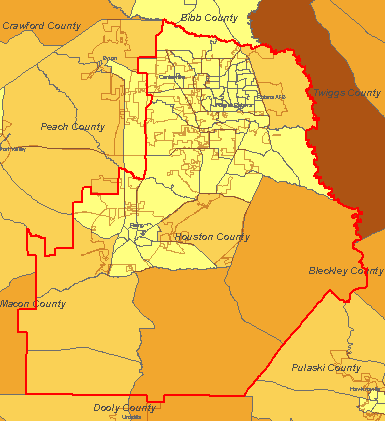 Bibb County
Crawford County
Byron
Centerville
Twiggs County
Warner Robins
Robins AFB
Peach County
Fort Valley
Perry
Houston County
Bleckley County
Macon County
Pulaski County
Hawkinsville
Dooly County
Unadilla